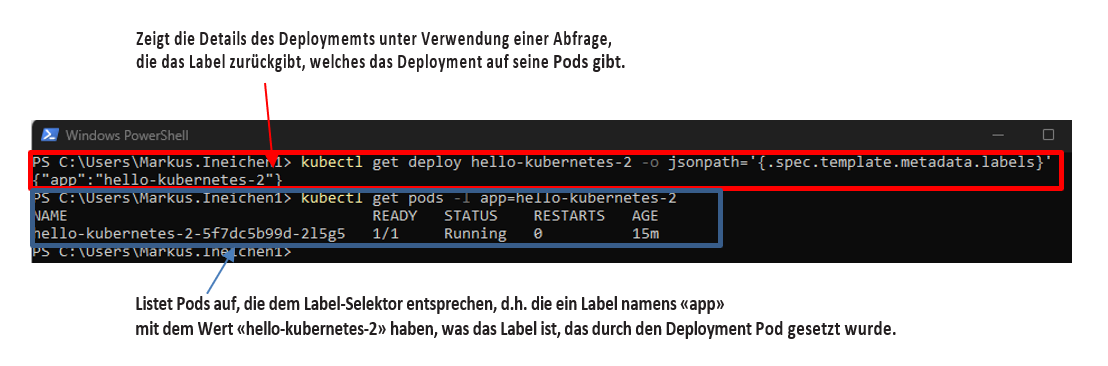 Zeigt die Details des Deploymemts unter Verwendung einer Abfrage,
die das Label zurückgibt, welches das Deployment auf seine Pods gibt.
Windows PowerShell
PS C:\Users\Markus.Ineichen1> kubectl get deploy hello-kubernetes-2 -o jsonpath='{.spec.template.metadata.labels}'
{"app":"hello-kubernetes-2"}
PS C:\Users\Markus.Ineichen1> kubectl get pods -l app=hello-kubernetes-2
NAME READY STATUS RESTARTS AGE
hello-kubernetes-2-5f7dc5b99d-2l5g5 1/1 Running 0 15m
PS C:\Users\Markus.Ineichen1>
Listet Pods auf, die dem Label-Selektor entsprechen, d.h. die ein Label namens «app»
mit dem Wert «hello-kubernetes-2» haben, was das Label ist, das durch den Deployment Pod gesetzt wurde.